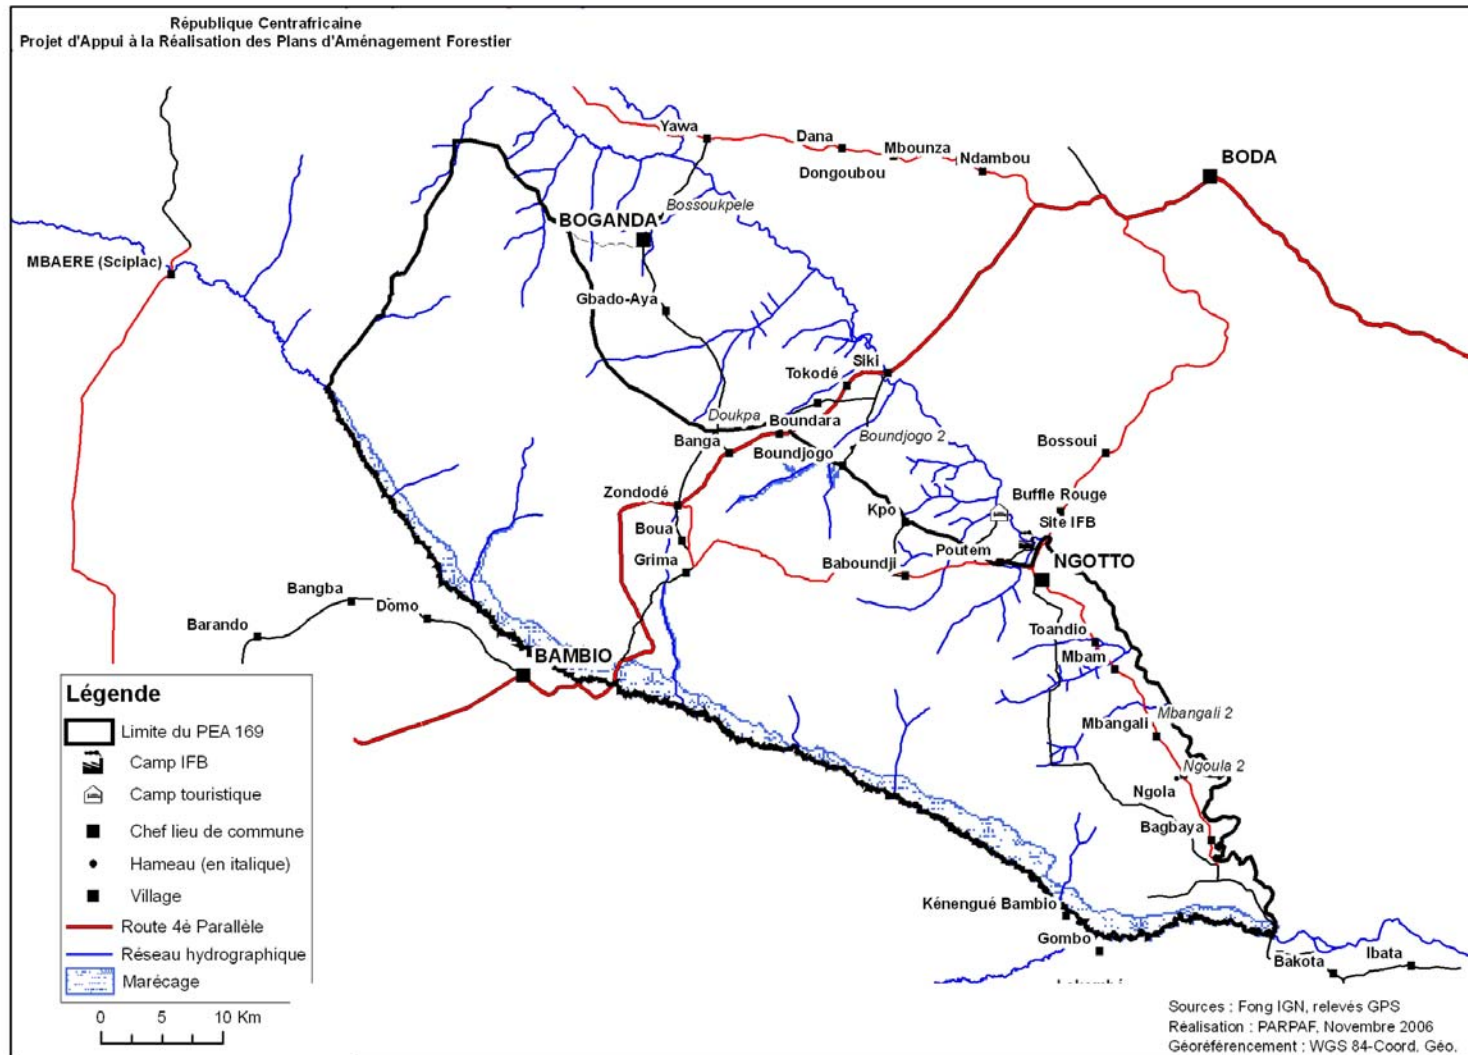 République Centrafricaine
Projet d'Appui à la Réalisation des Plans d'Aménagement Forestier
Yawa
Dana
Mbounza
Dongoubou
Ndambou
BODA
Bossoukpele
BOGANDA
MBAERE (Sciplac)
Gbado-Aya
Siki
Tokodé
Doukpa
Boundara
Banga
Boundjogo
Boundjogo 2
Bossoui
Zondodé
Buffle Rouge
Kpo
Site IFB
Boua
Grima
Poutem
Baboundji
NGOTTO
Bangba
Domo
Barando
Toandio
BAMBIO
Mbam
Mbangali 2
Mbangali
Ngoula 2
Ngola
Bagbaya
Kénengué Bambio
Gombo
Bakota
Ibata
Légende
Limite du PEA 169
Camp IFB
Camp touristique
Chef lieu de commune
Hameau (en italique)
Village
Route 4è Parallèle
Réseau hydrographique
Marécage
0 5 10 Km
Sources : Fong IGN, relevés GPS
Réalisation : PARPAF, Novembre 2006
Géoréférencement : WGS 84-Coord. Géo.